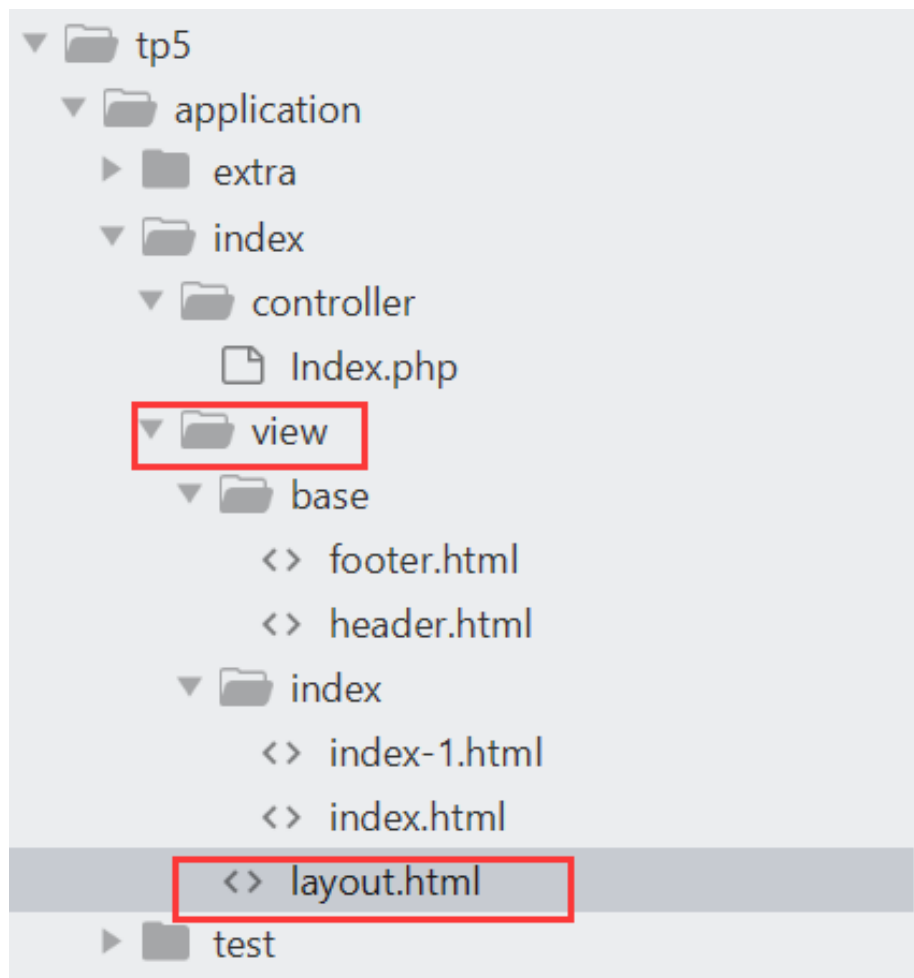 tp5
application
extra
index
controller
Index.php
view
base
footer.html
header.html
index
index-1.html
index.html
layout.html
test